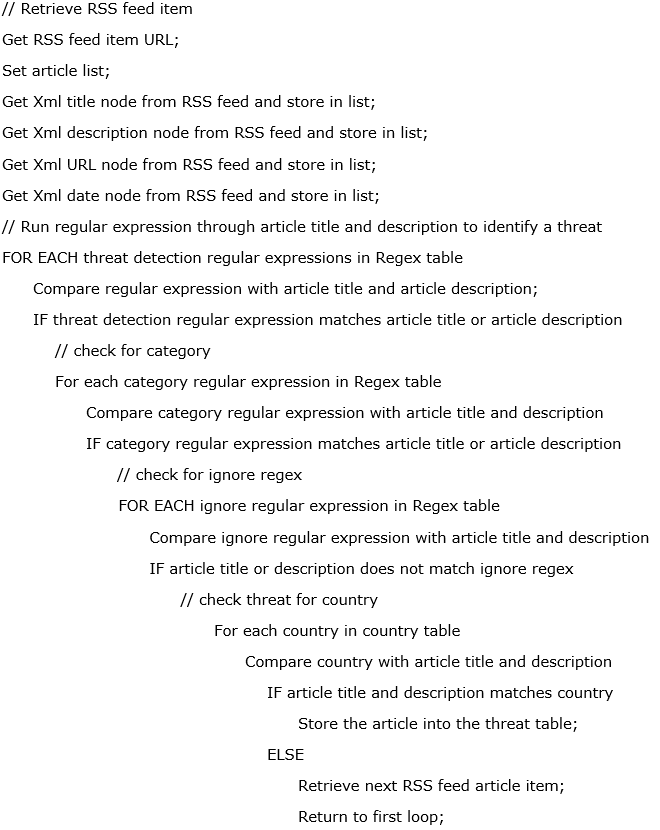 // Retrieve RSS feed item
Get RSS feed item URL;
Set article list;
Get Xml title node from RSS feed and store in list;
Get Xml description node from RSS feed and store in list;
Get Xml URL node from RSS feed and store in list;
Get Xml date node from RSS feed and store in list;
// Run regular expression through article title and description to identify a threat
FOR EACH threat detection regular expressions in Regex table
Compare regular expression with article title and article description;
IF threat detection regular expression matches article title or article description
// check for category
For each category regular expression in Regex table
Compare category regular expression with article title and description
IF category regular expression matches article title or article description
// check for ignore regex
FOR EACH ignore regular expression in Regex table
Compare ignore regular expression with article title and description
IF article title or description does not match ignore regex
// check threat for country
For each country in country table
Compare country with article title and description
IF article title and description matches country
Store the article into the threat table;
ELSE
Retrieve next RSS feed article item;
Return to first loop;